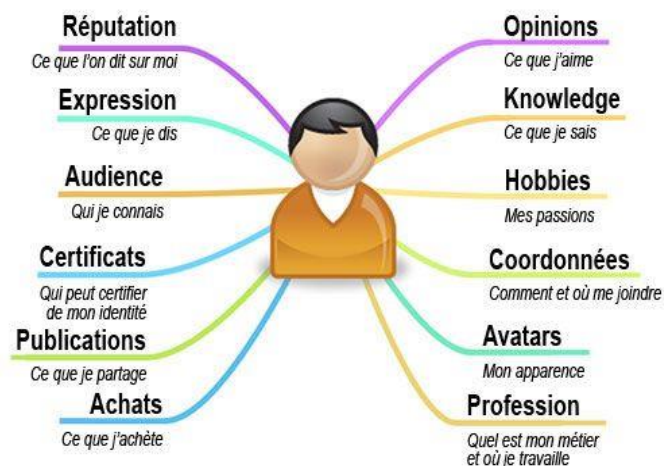 Réputation
Ce que l'on dit sur moi
Expression
Ce que je dis
Audience
Qui je connais
Certificats
Qui peut certifier
de mon identité
Publications
Ce que je partage
Achats
Ce que j'achète
Opinions
Ce que j'aime
Knowledge
Ce que je sais
Hobbies
Mes passions
Coordonnées
Comment et où me joindre
Avatars
Mon apparence
Profession
Quel est mon métier
et où je travaille